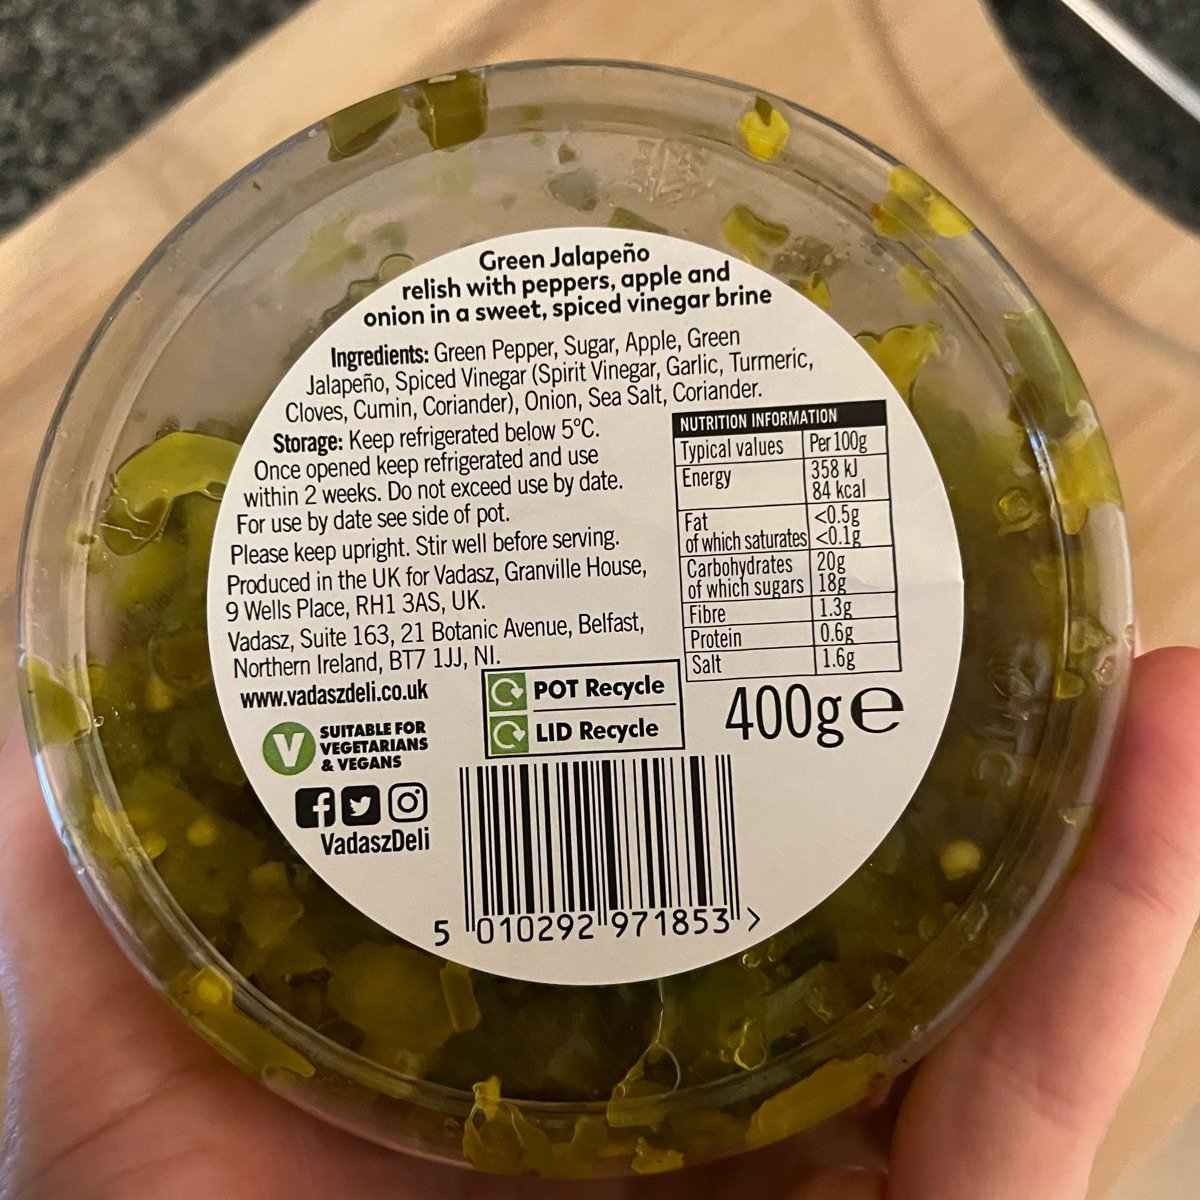 Green Jalapeño
relish with peppers, apple and
onion in a sweet, spiced vinegar brine
Ingredients: Green Pepper, Sugar, Apple, Green
Jalapeño, Spiced Vinegar (Spirit Vinegar, Garlic, Turmeric,
Cloves, Cumin, Coriander), Onion, Sea Salt, Coriander.
Storage: Keep refrigerated below 5°C.
Once opened keep refrigerated and use
within 2 weeks. Do not exceed use by date.
For use by date see side of pot.
Please keep upright. Stir well before serving.
Produced in the UK for Vadasz, Granville House,
9 Wells Place, RH1 3AS, UK.
Vadasz, Suite 163, 21 Botanic Avenue, Belfast,
Northern Ireland, BT7 1JJ, NI.
www.vadaszdeli.co.uk
NUTRITION INFORMATION
Typical values Per 100g
Energy 358 kJ
84 kcal
Fat <0.5g
of which saturates <0.1g
Carbohydrates 20g
of which sugars 18g
Fibre 1.3g
Protein 0.6g
Salt 1.6g
POT Recycle
LID Recycle
400g e
V
SUITABLE FOR
VEGETARIANS
& VEGANS
VadaszDeli
5 010292 971853 >